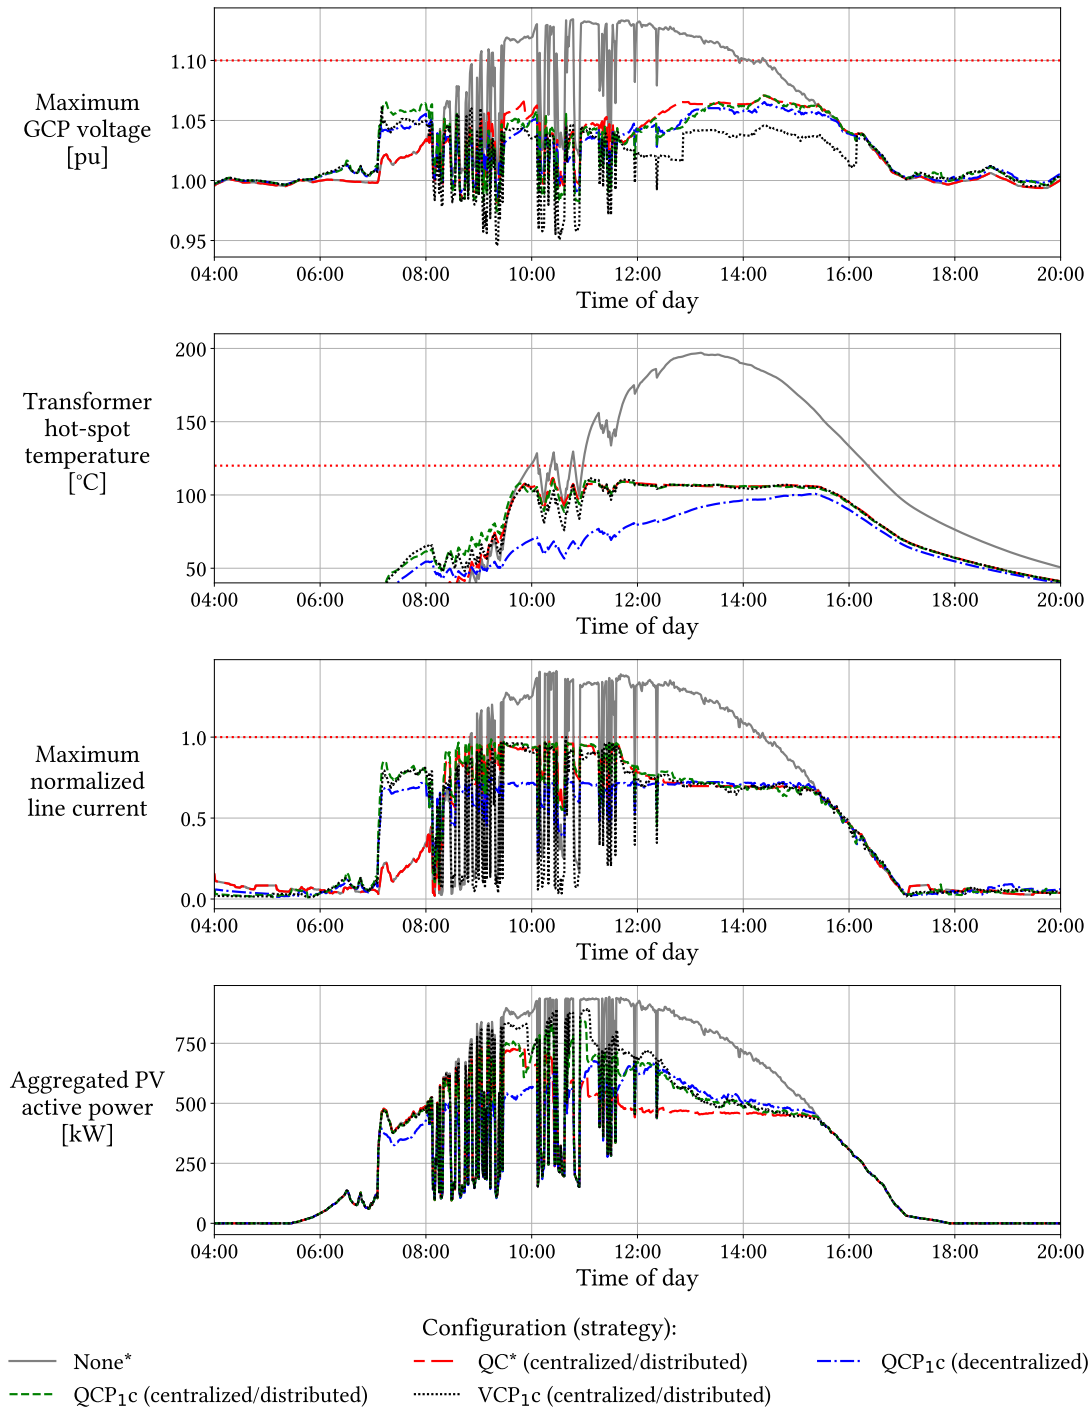 Maximum
GCP voltage
[pu]
1.10
1.05
1.00
0.95
04:00 06:00 08:00 10:00 12:00 14:00 16:00 18:00 20:00
Time of day
Transformer
hot-spot
temperature
[°C]
200
150
100
50
04:00 06:00 08:00 10:00 12:00 14:00 16:00 18:00 20:00
Time of day
Maximum
normalized
line current
1.0
0.5
0.0
04:00 06:00 08:00 10:00 12:00 14:00 16:00 18:00 20:00
Time of day
Aggregated PV
active power
[kW]
750
500
250
0
04:00 06:00 08:00 10:00 12:00 14:00 16:00 18:00 20:00
Time of day
Configuration (strategy):
None* QC* (centralized/distributed) QCP₁c (decentralized)
QCP₁c (centralized/distributed) VCP₁c (centralized/distributed)